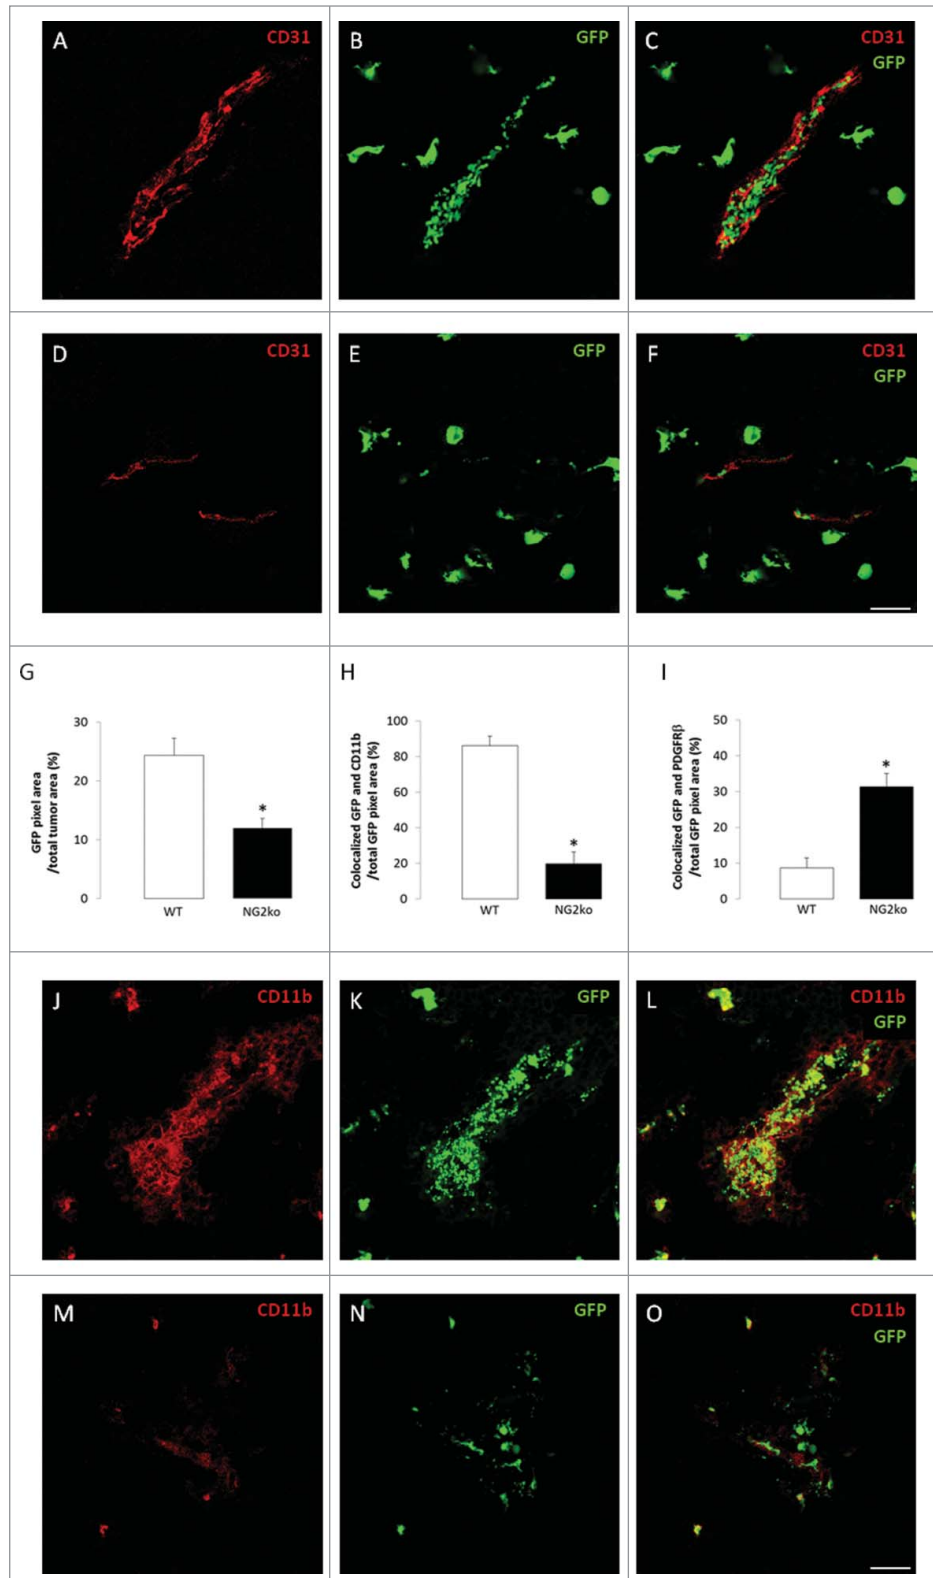 A CD31
B GFP
C CD31
GFP
D CD31
E GFP
F CD31
GFP
G
GFP pixel area
/total tumor area (%)
30
20
10
0
WT
*
NG2ko
H
Colocalized GFP and CD11b
/total GFP pixel area (%)
100
80
60
40
20
0
WT
*
NG2ko
I
Colocalized GFP and PDGFRβ
/total GFP pixel area (%)
50
40
30
20
10
0
WT
*
NG2ko
J CD11b
K GFP
L CD11b
GFP
M CD11b
N GFP
O CD11b
GFP